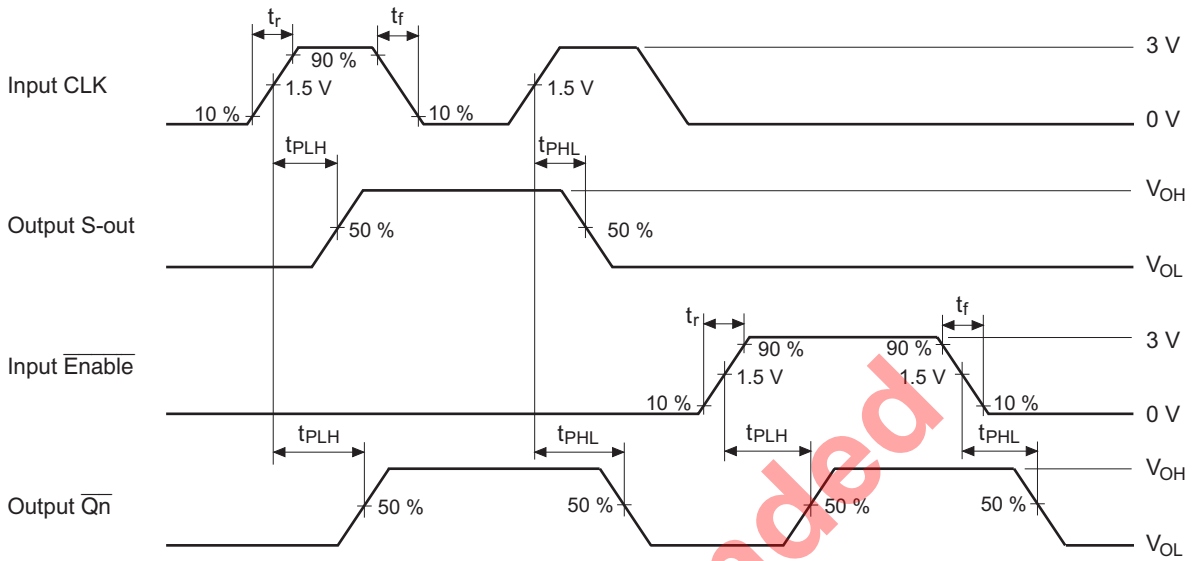 tr
tf
Input CLK
10 %
90 %
1.5 V
10 %
1.5 V
3 V
0 V
tPLH
tPHL
Output S-out
50 %
50 %
VOH
VOL
tr
tf
Input Enable
10 %
90 %
1.5 V
90 %
1.5 V
10 %
3 V
0 V
tPLH
tPHL
tPLH
tPHL
Output Qn
50 %
50 %
50 %
50 %
VOH
VOL
nded